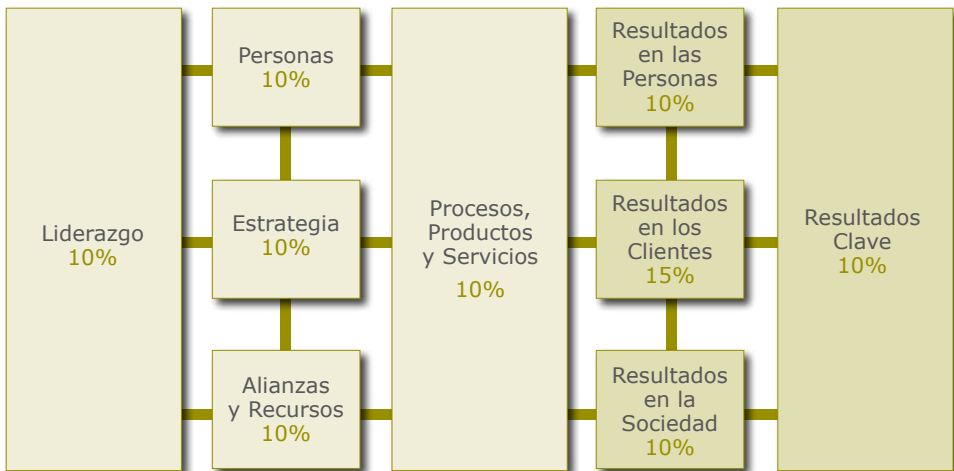 Liderazgo
10%
Personas
10%
Estrategia
10%
Alianzas
y Recursos
10%
Procesos,
Productos
y Servicios
10%
Resultados
en las
Personas
10%
Resultados
en los
Clientes
15%
Resultados
en la
Sociedad
10%
Resultados
Clave
10%